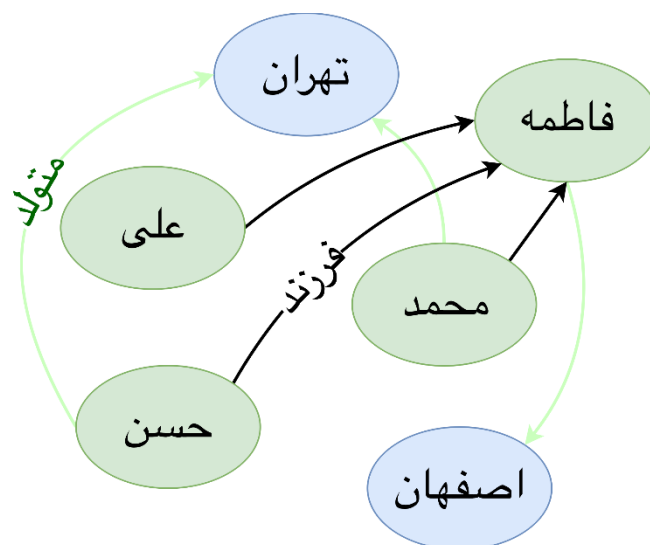 تهران
فاطمه
متولد
علی
فرزند
محمد
حسن
اصفهان